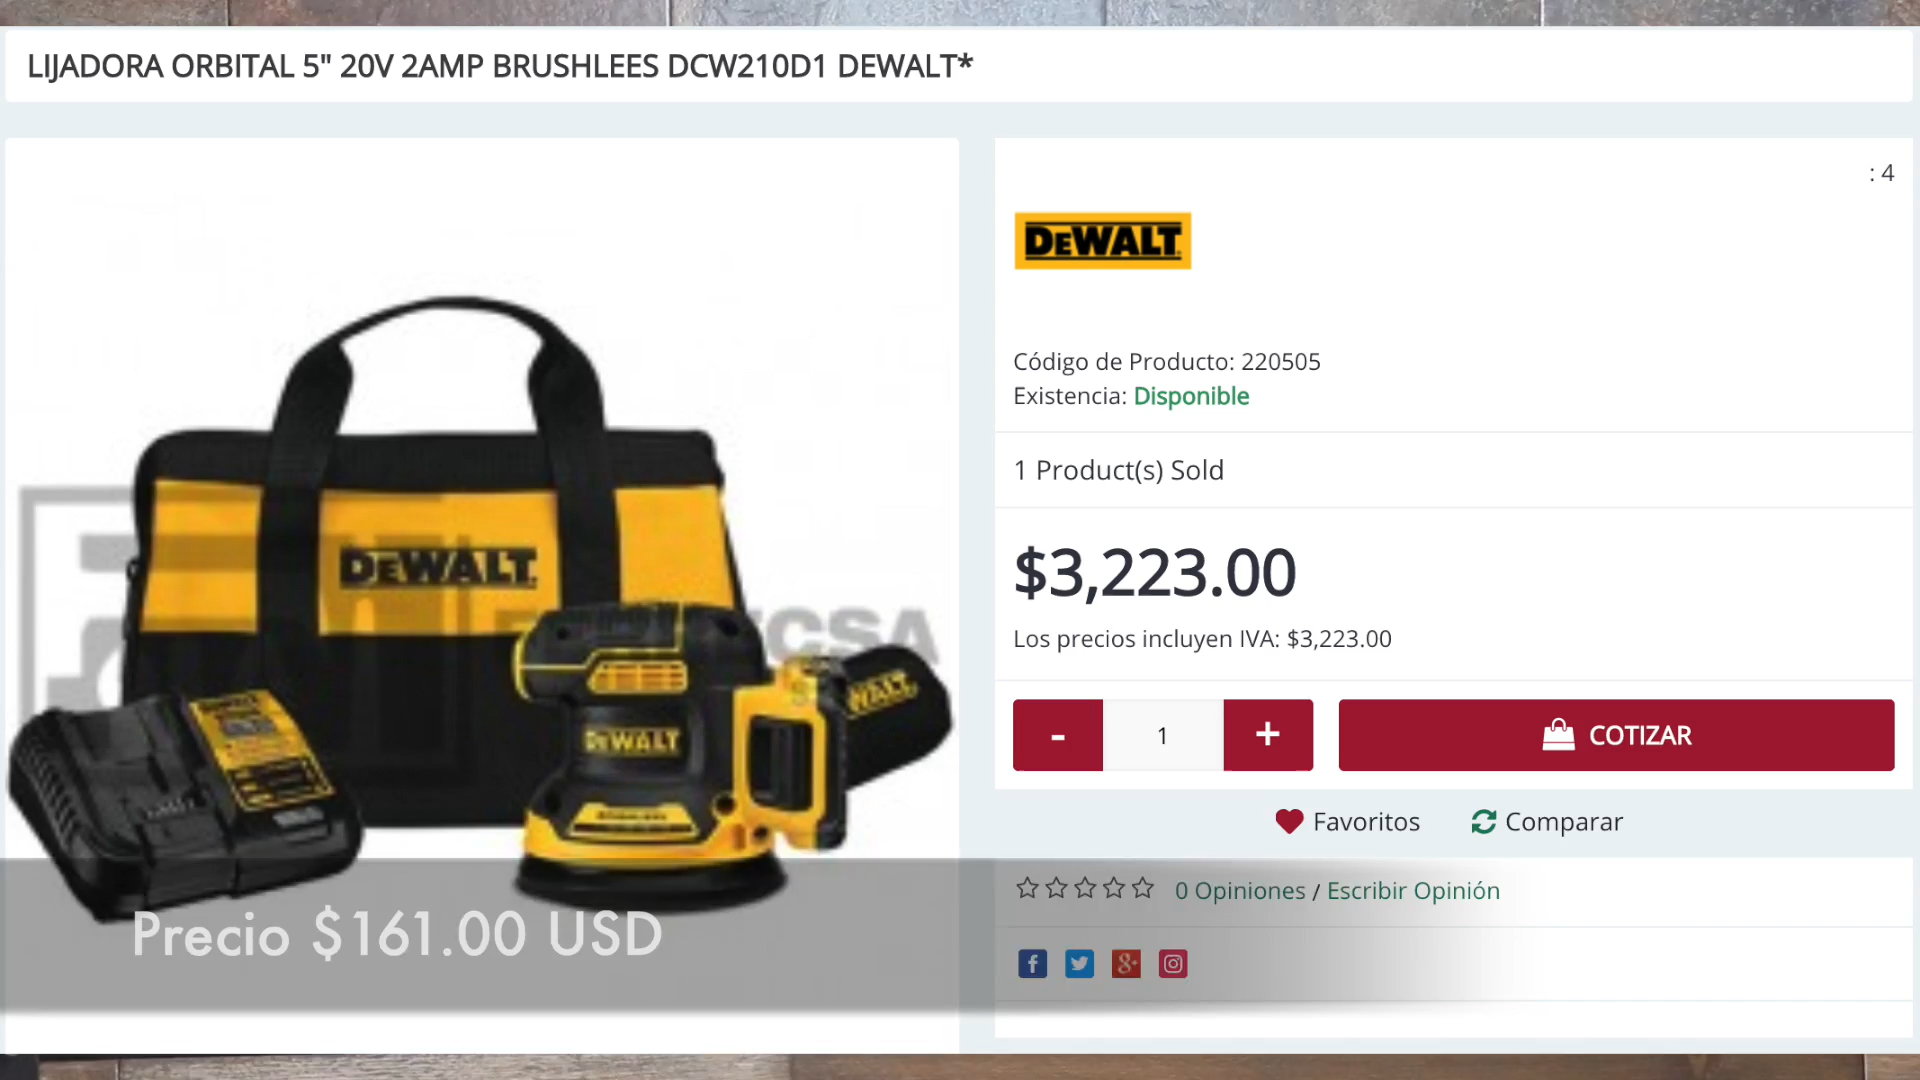 LIJADORA ORBITAL 5" 20V 2AMP BRUSHLEES DCW210D1 DEWALT*
: 4
DEWALT
Código de Producto: 220505
Existencia: Disponible
1 Product(s) Sold
$3,223.00
Los precios incluyen IVA: $3,223.00
- 1 + COTIZAR
Favoritos Comparar
0 Opiniones / Escribir Opinión
DEWALT
DEWALT
DEWALT
BRUSHLESS
Precio $161.00 USD